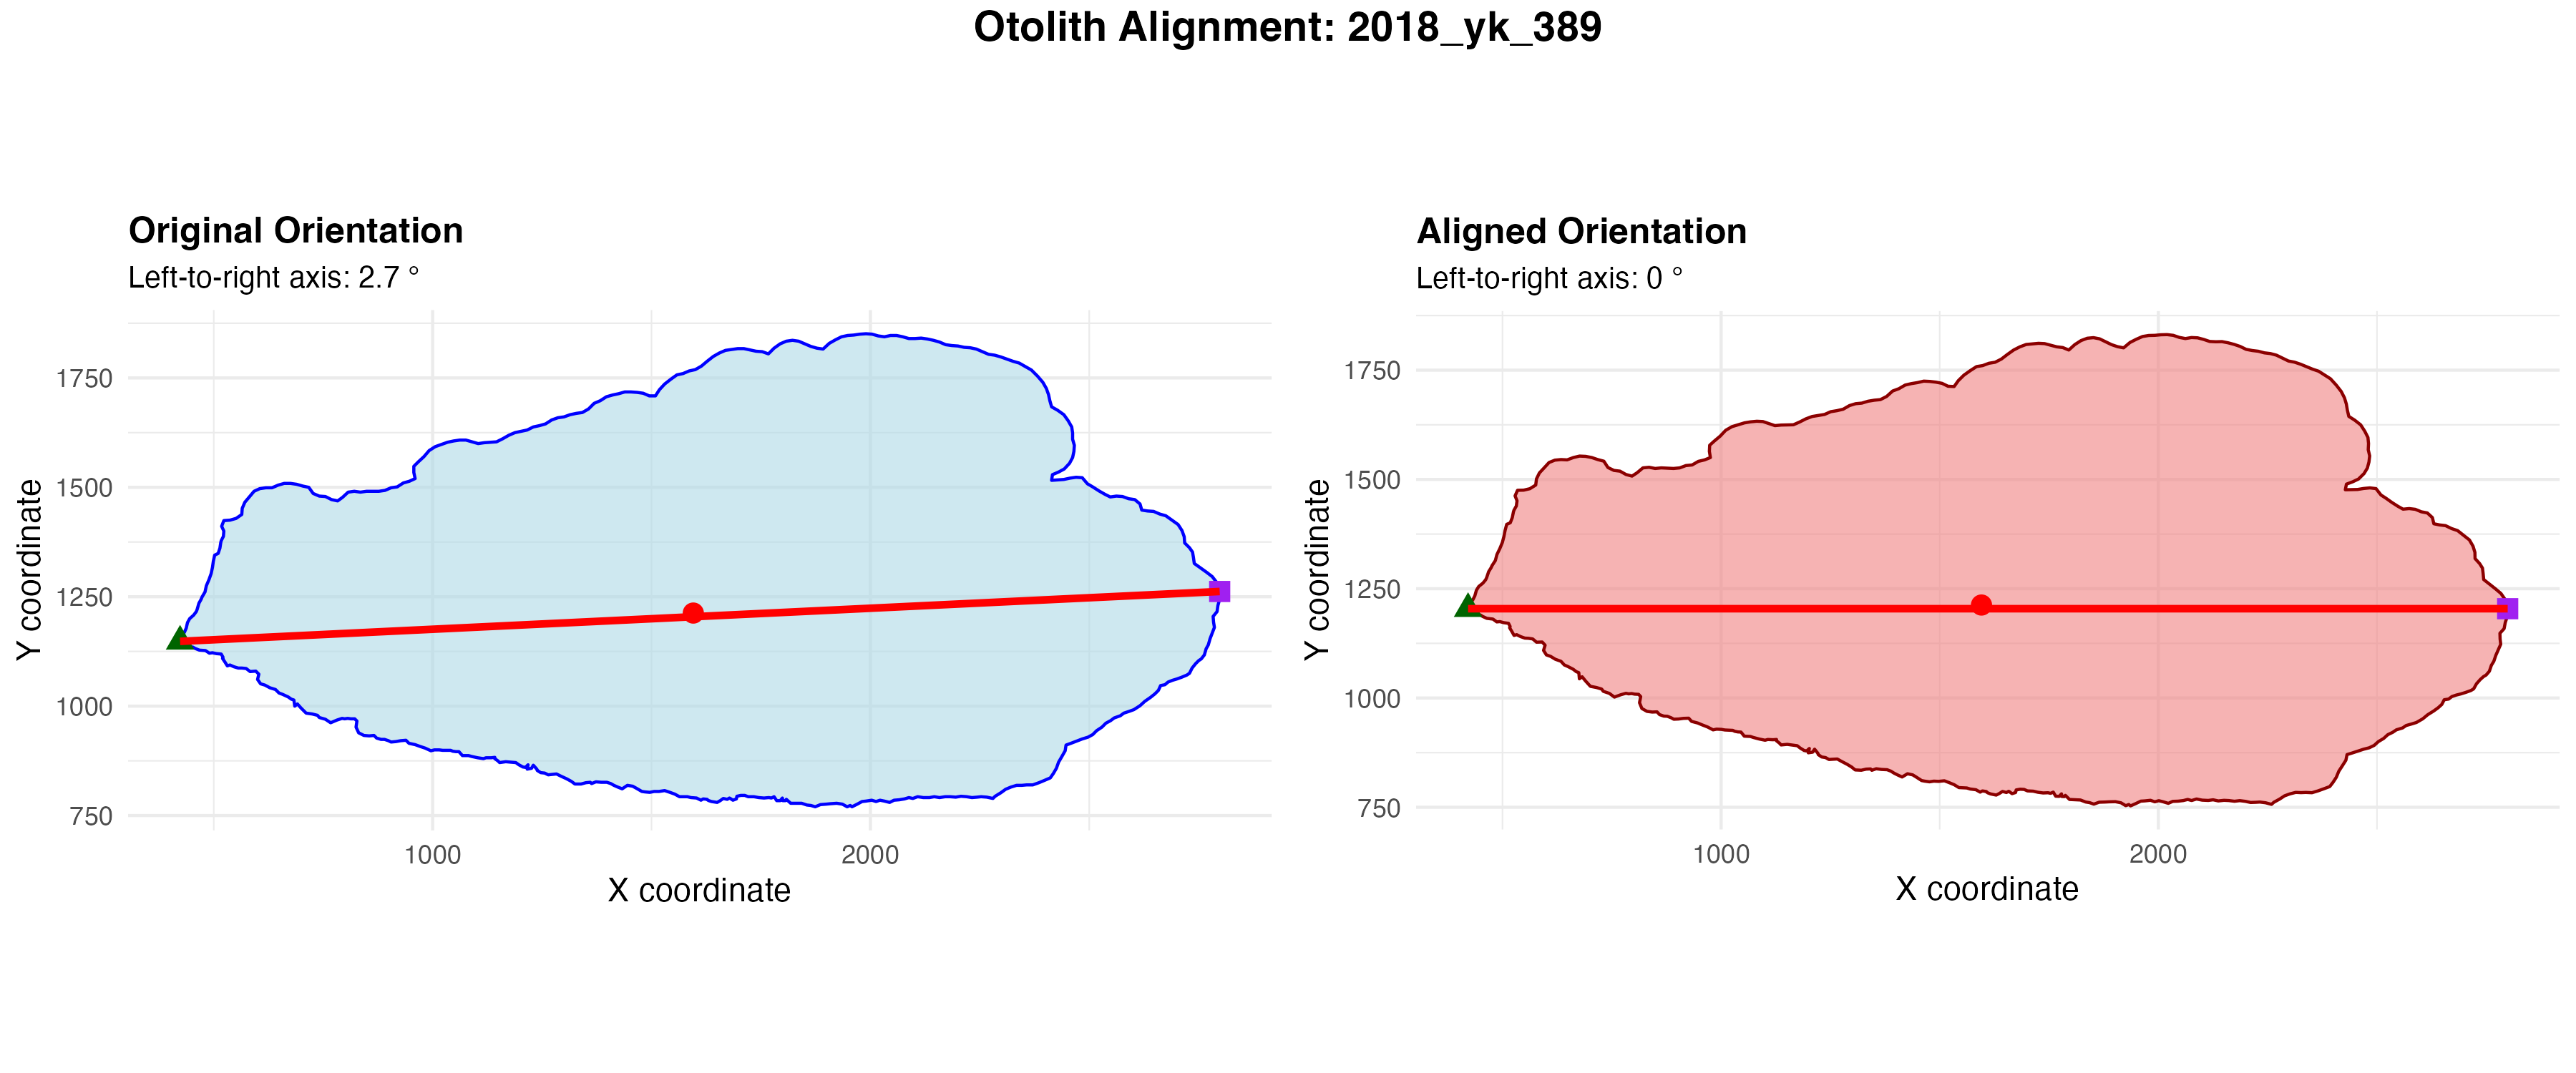 Otolith Alignment: 2018_yk_389
Original Orientation
Left-to-right axis: 2.7 °
1750
1500
1250
1000
750
Y coordinate
1000
2000
X coordinate
Aligned Orientation
Left-to-right axis: 0 °
1750
1500
1250
1000
750
Y coordinate
1000
2000
X coordinate